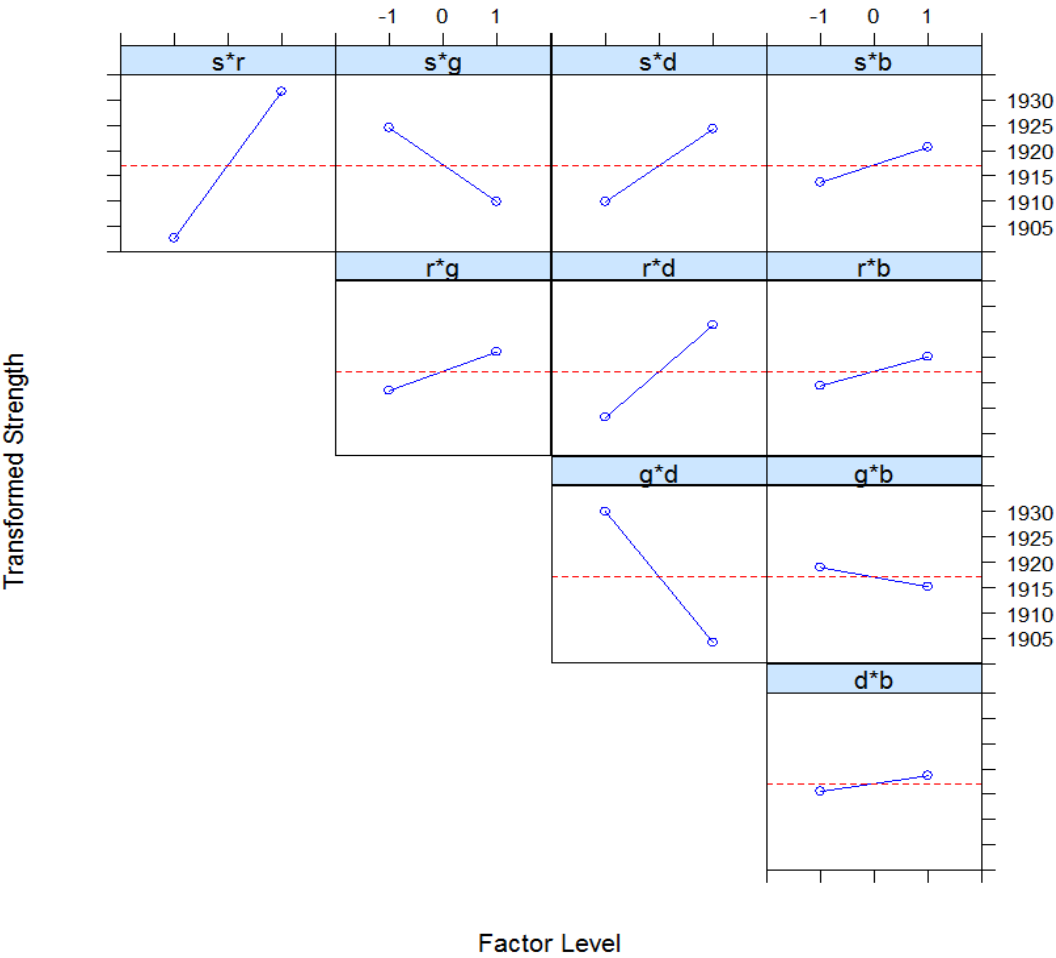 -1 0 1 -1 0 1
s*r s*g s*d s*b
1930
1925
1920
1915
1910
1905
r*g r*d r*b
Transformed Strength
g*d g*b
1930
1925
1920
1915
1910
1905
d*b
Factor Level